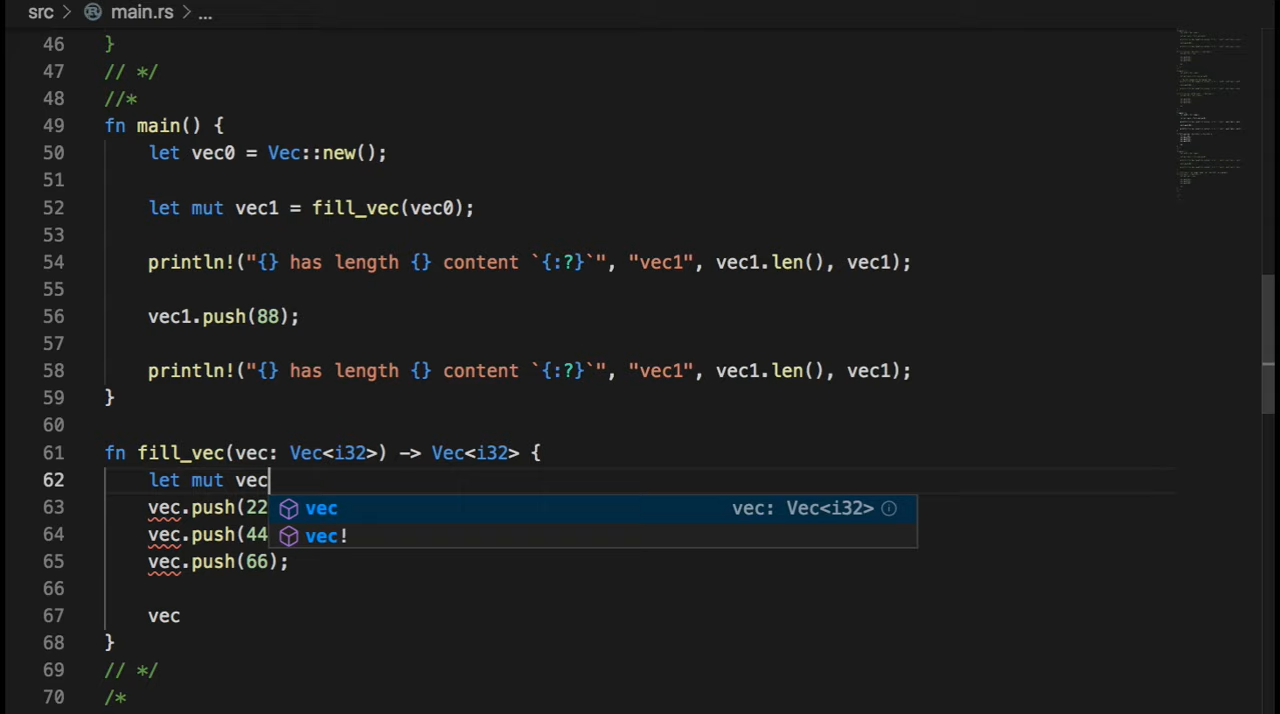 src > main.rs > ...
46 }
47 // */
48 //*
49 fn main() {
50 let vec0 = Vec::new();
51
52 let mut vec1 = fill_vec(vec0);
53
54 println!("{} has length {} content `{:?}`", "vec1", vec1.len(), vec1);
55
56 vec1.push(88);
57
58 println!("{} has length {} content `{:?}`", "vec1", vec1.len(), vec1);
59 }
60
61 fn fill_vec(vec: Vec<i32>) -> Vec<i32> {
62 let mut vec
63 vec.push(22 vec vec: Vec<i32>
64 vec.push(44 vec!
65 vec.push(66);
66
67 vec
68 }
69 // */
70 /*